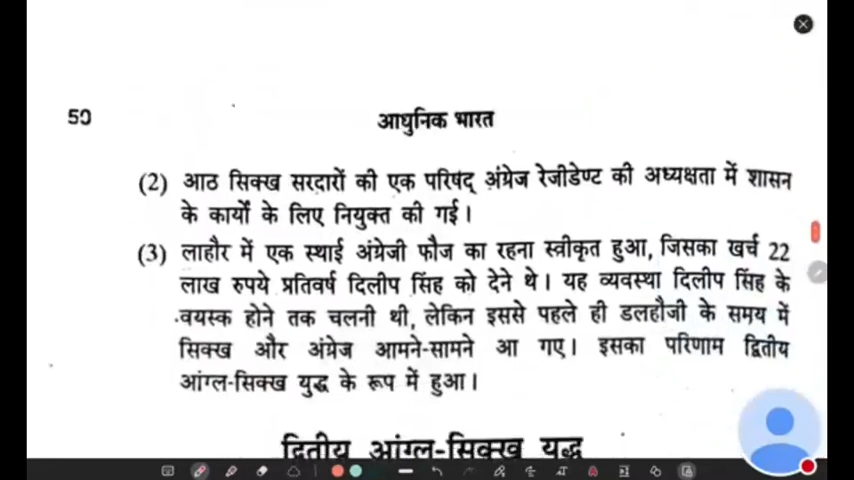 50
आधुनिक भारत
(2) आठ सिक्ख सरदारों की एक परिषद् अंग्रेज रेजीडेण्ट की अध्यक्षता में शासन
के कार्यों के लिए नियुक्त की गई।
(3) लाहौर में एक स्थाई अंग्रेजी फौज का रहना स्वीकृत हुआ, जिसका खर्च 22
लाख रुपये प्रतिवर्ष दिलीप सिंह को देने थे। यह व्यवस्था दिलीप सिंह के
वयस्क होने तक चलनी थी, लेकिन इससे पहले ही डलहौजी के समय में
सिक्ख और अंग्रेज आमने-सामने आ गए। इसका परिणाम द्वितीय
आंग्ल-सिक्ख युद्ध के रूप में हुआ।
द्वितीय आंग्ल-सिक्ख युद्ध